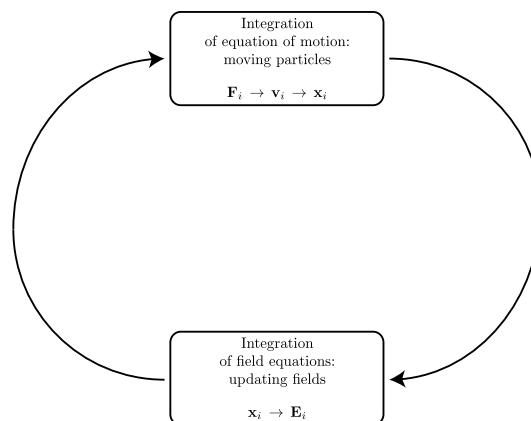 Integration
of equation of motion:
moving particles
F_i → v_i → x_i
Integration
of field equations:
updating fields
x_i → E_i